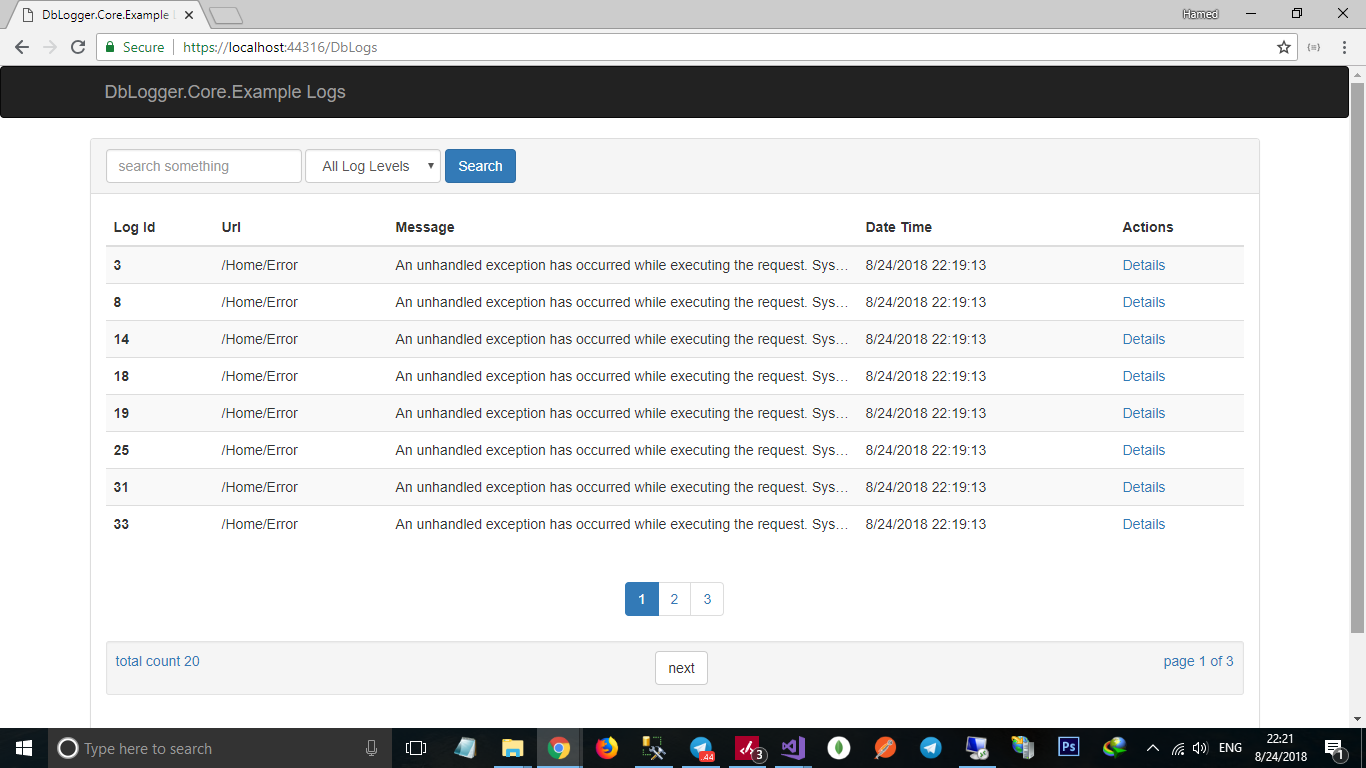 DbLogger.Core.Example
Hamed
Secure https://localhost:44316/DbLogs
DbLogger.Core.Example Logs
search something All Log Levels Search
Log Id Url Message Date Time Actions
3 /Home/Error An unhandled exception has occurred while executing the request. Sys... 8/24/2018 22:19:13 Details
8 /Home/Error An unhandled exception has occurred while executing the request. Sys... 8/24/2018 22:19:13 Details
14 /Home/Error An unhandled exception has occurred while executing the request. Sys... 8/24/2018 22:19:13 Details
18 /Home/Error An unhandled exception has occurred while executing the request. Sys... 8/24/2018 22:19:13 Details
19 /Home/Error An unhandled exception has occurred while executing the request. Sys... 8/24/2018 22:19:13 Details
25 /Home/Error An unhandled exception has occurred while executing the request. Sys... 8/24/2018 22:19:13 Details
31 /Home/Error An unhandled exception has occurred while executing the request. Sys... 8/24/2018 22:19:13 Details
33 /Home/Error An unhandled exception has occurred while executing the request. Sys... 8/24/2018 22:19:13 Details
1 2 3
total count 20 next page 1 of 3
Type here to search .44 3 Ps ENG 22:21 1
8/24/2018